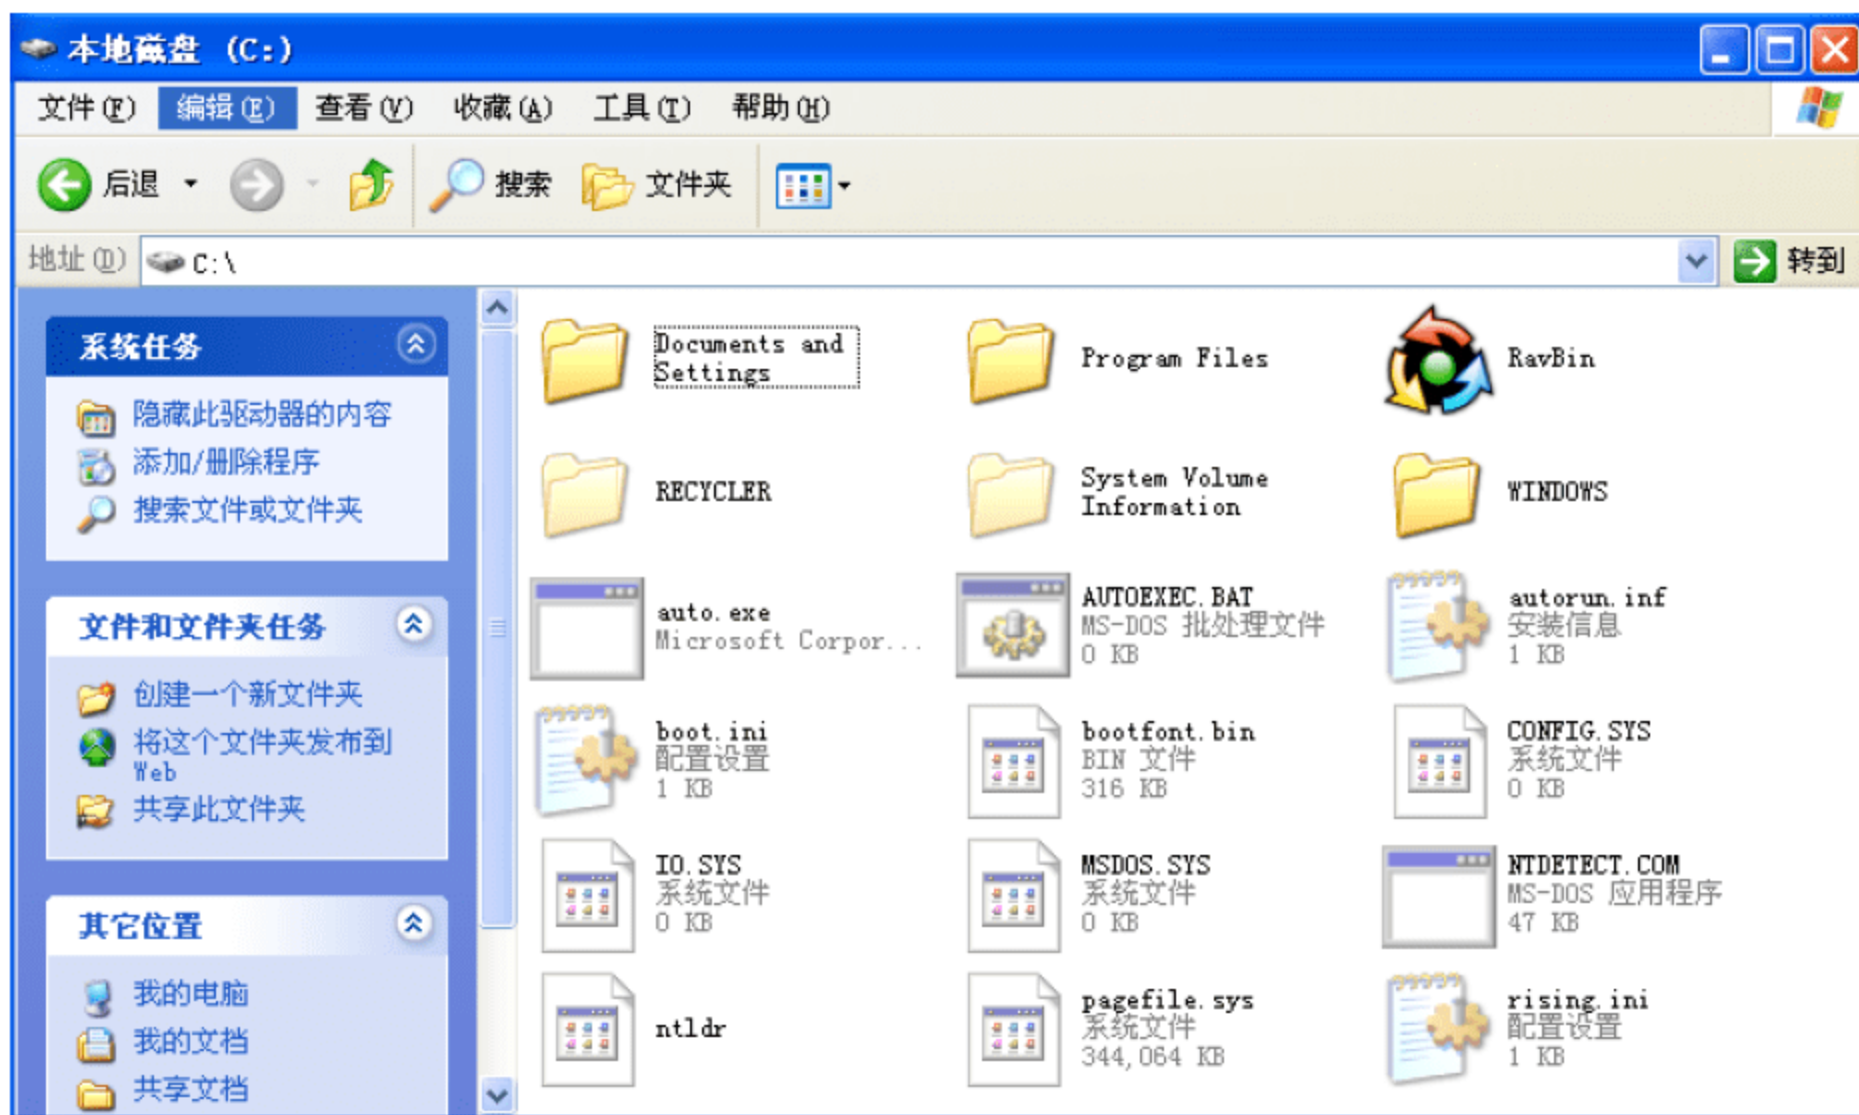 本地磁盘 (C:)
文件(F) 编辑(E) 查看(V) 收藏(A) 工具(T) 帮助(H)
后退 搜索 文件夹
地址(D) C:\ 转到
系统任务
隐藏此驱动器的内容
添加/删除程序
搜索文件或文件夹
文件和文件夹任务
创建一个新文件夹
将这个文件夹发布到
Web
共享此文件夹
其它位置
我的电脑
我的文档
共享文档
Documents and
Settings
Program Files
RavBin
RECYCLER
System Volume
Information
WINDOWS
auto.exe
Microsoft Corpor...
AUTOEXEC.BAT
MS-DOS 批处理文件
0 KB
autorun.inf
安装信息
1 KB
boot.ini
配置设置
1 KB
bootfont.bin
BIN 文件
316 KB
CONFIG.SYS
系统文件
0 KB
IO.SYS
系统文件
0 KB
MSDOS.SYS
系统文件
0 KB
NTDETECT.COM
MS-DOS 应用程序
47 KB
ntldr
pagefile.sys
系统文件
344,064 KB
rising.ini
配置设置
1 KB